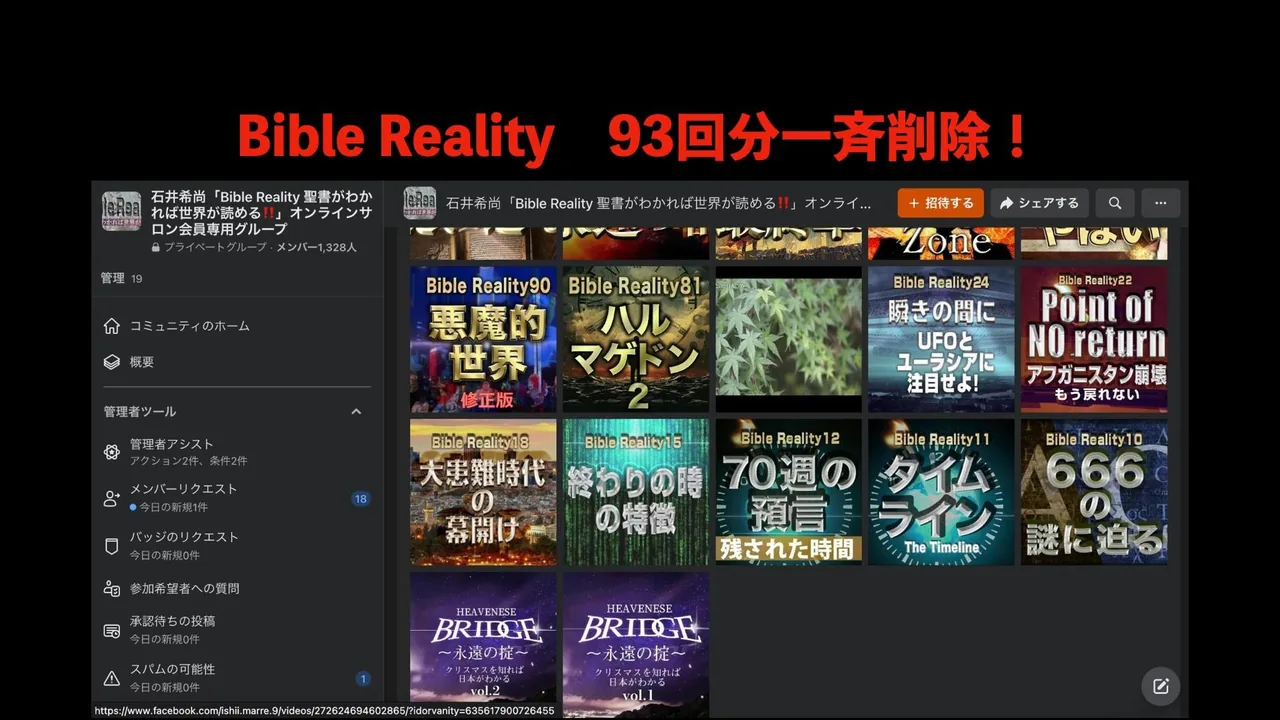 Bible Reality　93回分一斉削除！
石井希尚「Bible Reality 聖書がわか
れば世界が読める‼️」オンラインサ
ロン会員専用グループ
プライベートグループ · メンバー1,328人
石井希尚「Bible Reality 聖書がわかれば世界が読める‼️」オンライ...
＋ 招待する
シェアする
管理 19
コミュニティのホーム
概要
管理者ツール
管理者アシスト
アクション2件、条件2件
メンバーリクエスト
今日の新規1件
18
バッジのリクエスト
今日の新規0件
参加希望者への質問
承認待ちの投稿
今日の新規0件
スパムの可能性
今日の新規0件
1
Zone
やばい
Bible Reality90
悪魔的
世界
修正版
Bible Reality81
ハル
マゲドン
2
Bible Reality24
瞬きの間に
UFOと
ユーラシアに
注目せよ!
Bible Reality22
Point of
NO return
アフガニスタン崩壊
もう戻れない
Bible Reality18
大患難時代
の
幕開け
Bible Reality15
終わりの時
の特徴
Bible Reality12
70週の
預言
残された時間
Bible Reality11
タイム
ライン
The Timeline
Bible Reality10
666
の
謎に迫る
HEAVENESE
BRIDGE
～永遠の掟～
クリスマスを知れば
日本がわかる
vol.2
HEAVENESE
BRIDGE
～永遠の掟～
クリスマスを知れば
日本がわかる
vol.1
https://www.facebook.com/ishii.marre.9/videos/272624694602865/?idorvanity=635617900726455